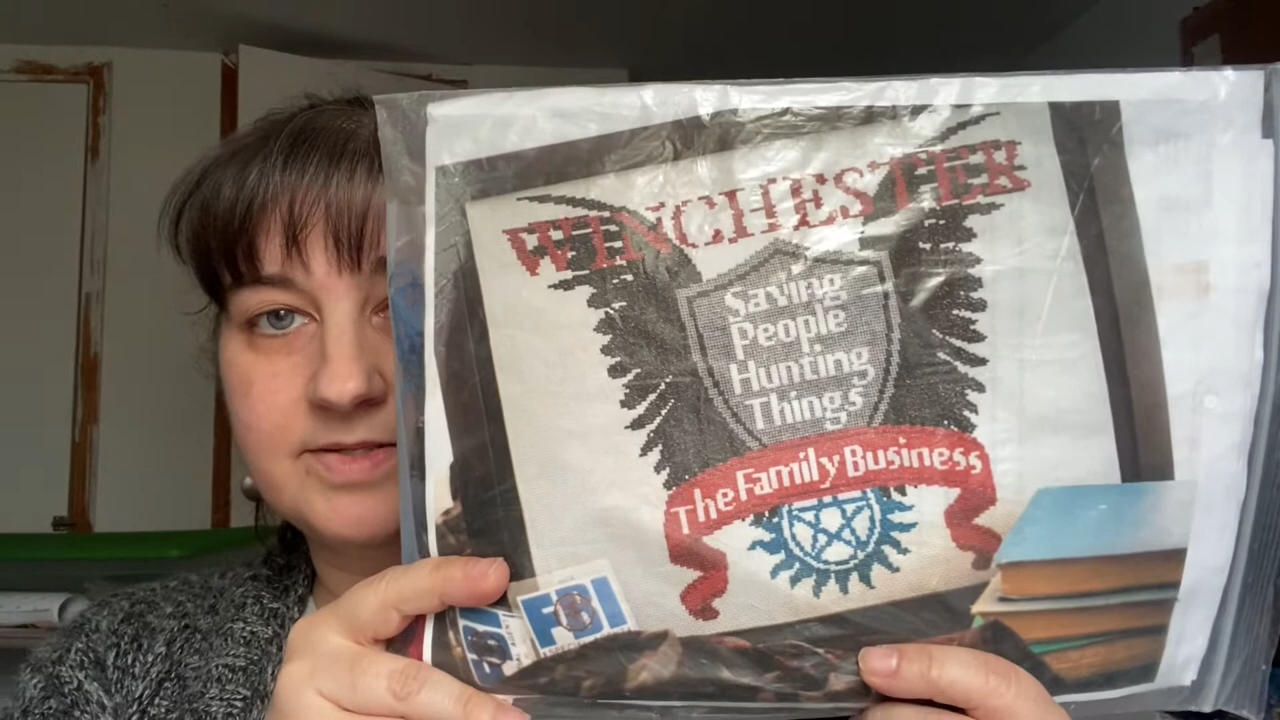 WINCHESTER
Saving
People
Hunting
Things
The Family Business
FBI